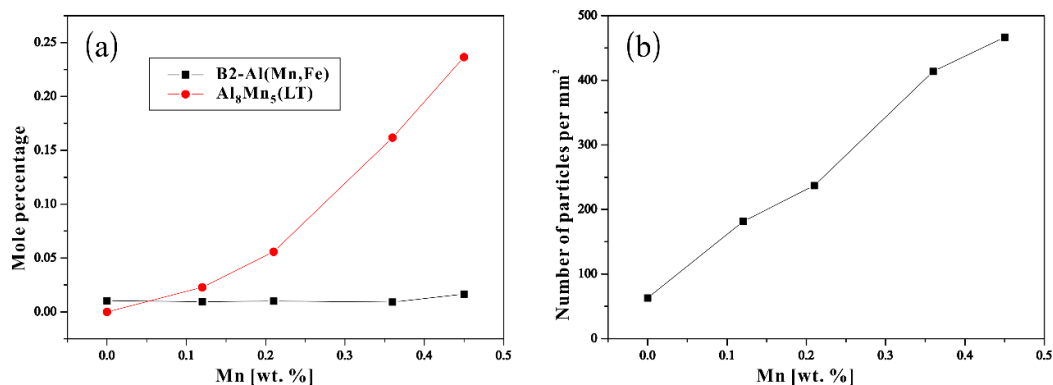 (a)
B2-Al(Mn,Fe)
Al₈Mn₅(LT)
Mole percentage
0.25
0.20
0.15
0.10
0.05
0.00
0.0 0.1 0.2 0.3 0.4 0.5
Mn [wt. %]
(b)
Number of particles per mm²
500
400
300
200
100
0
0.0 0.1 0.2 0.3 0.4 0.5
Mn [wt. %]